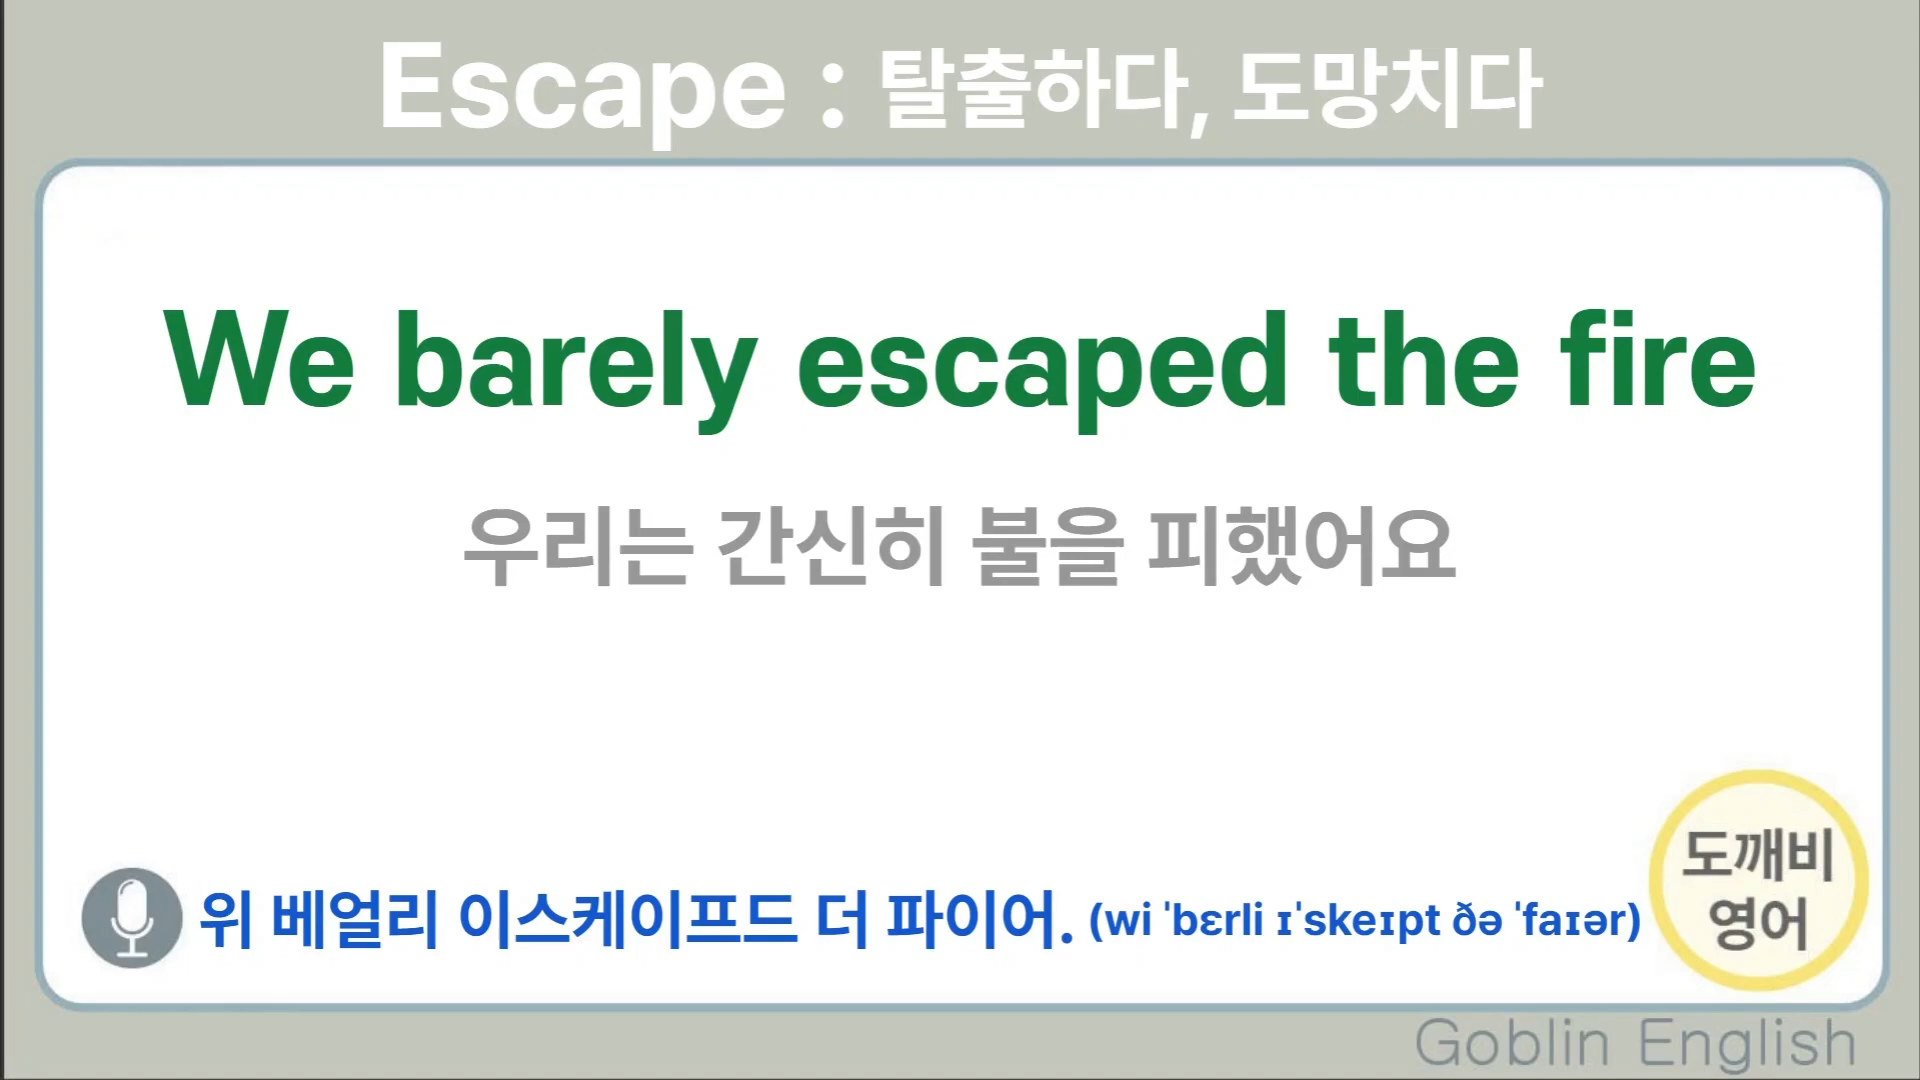 Escape : 탈출하다, 도망치다
We barely escaped the fire
우리는 간신히 불을 피했어요
위 베얼리 이스케이프드 더 파이어. (wi ˈbɛrli ɪˈskeɪpt ðə ˈfaɪər)
도깨비
영어
Goblin English